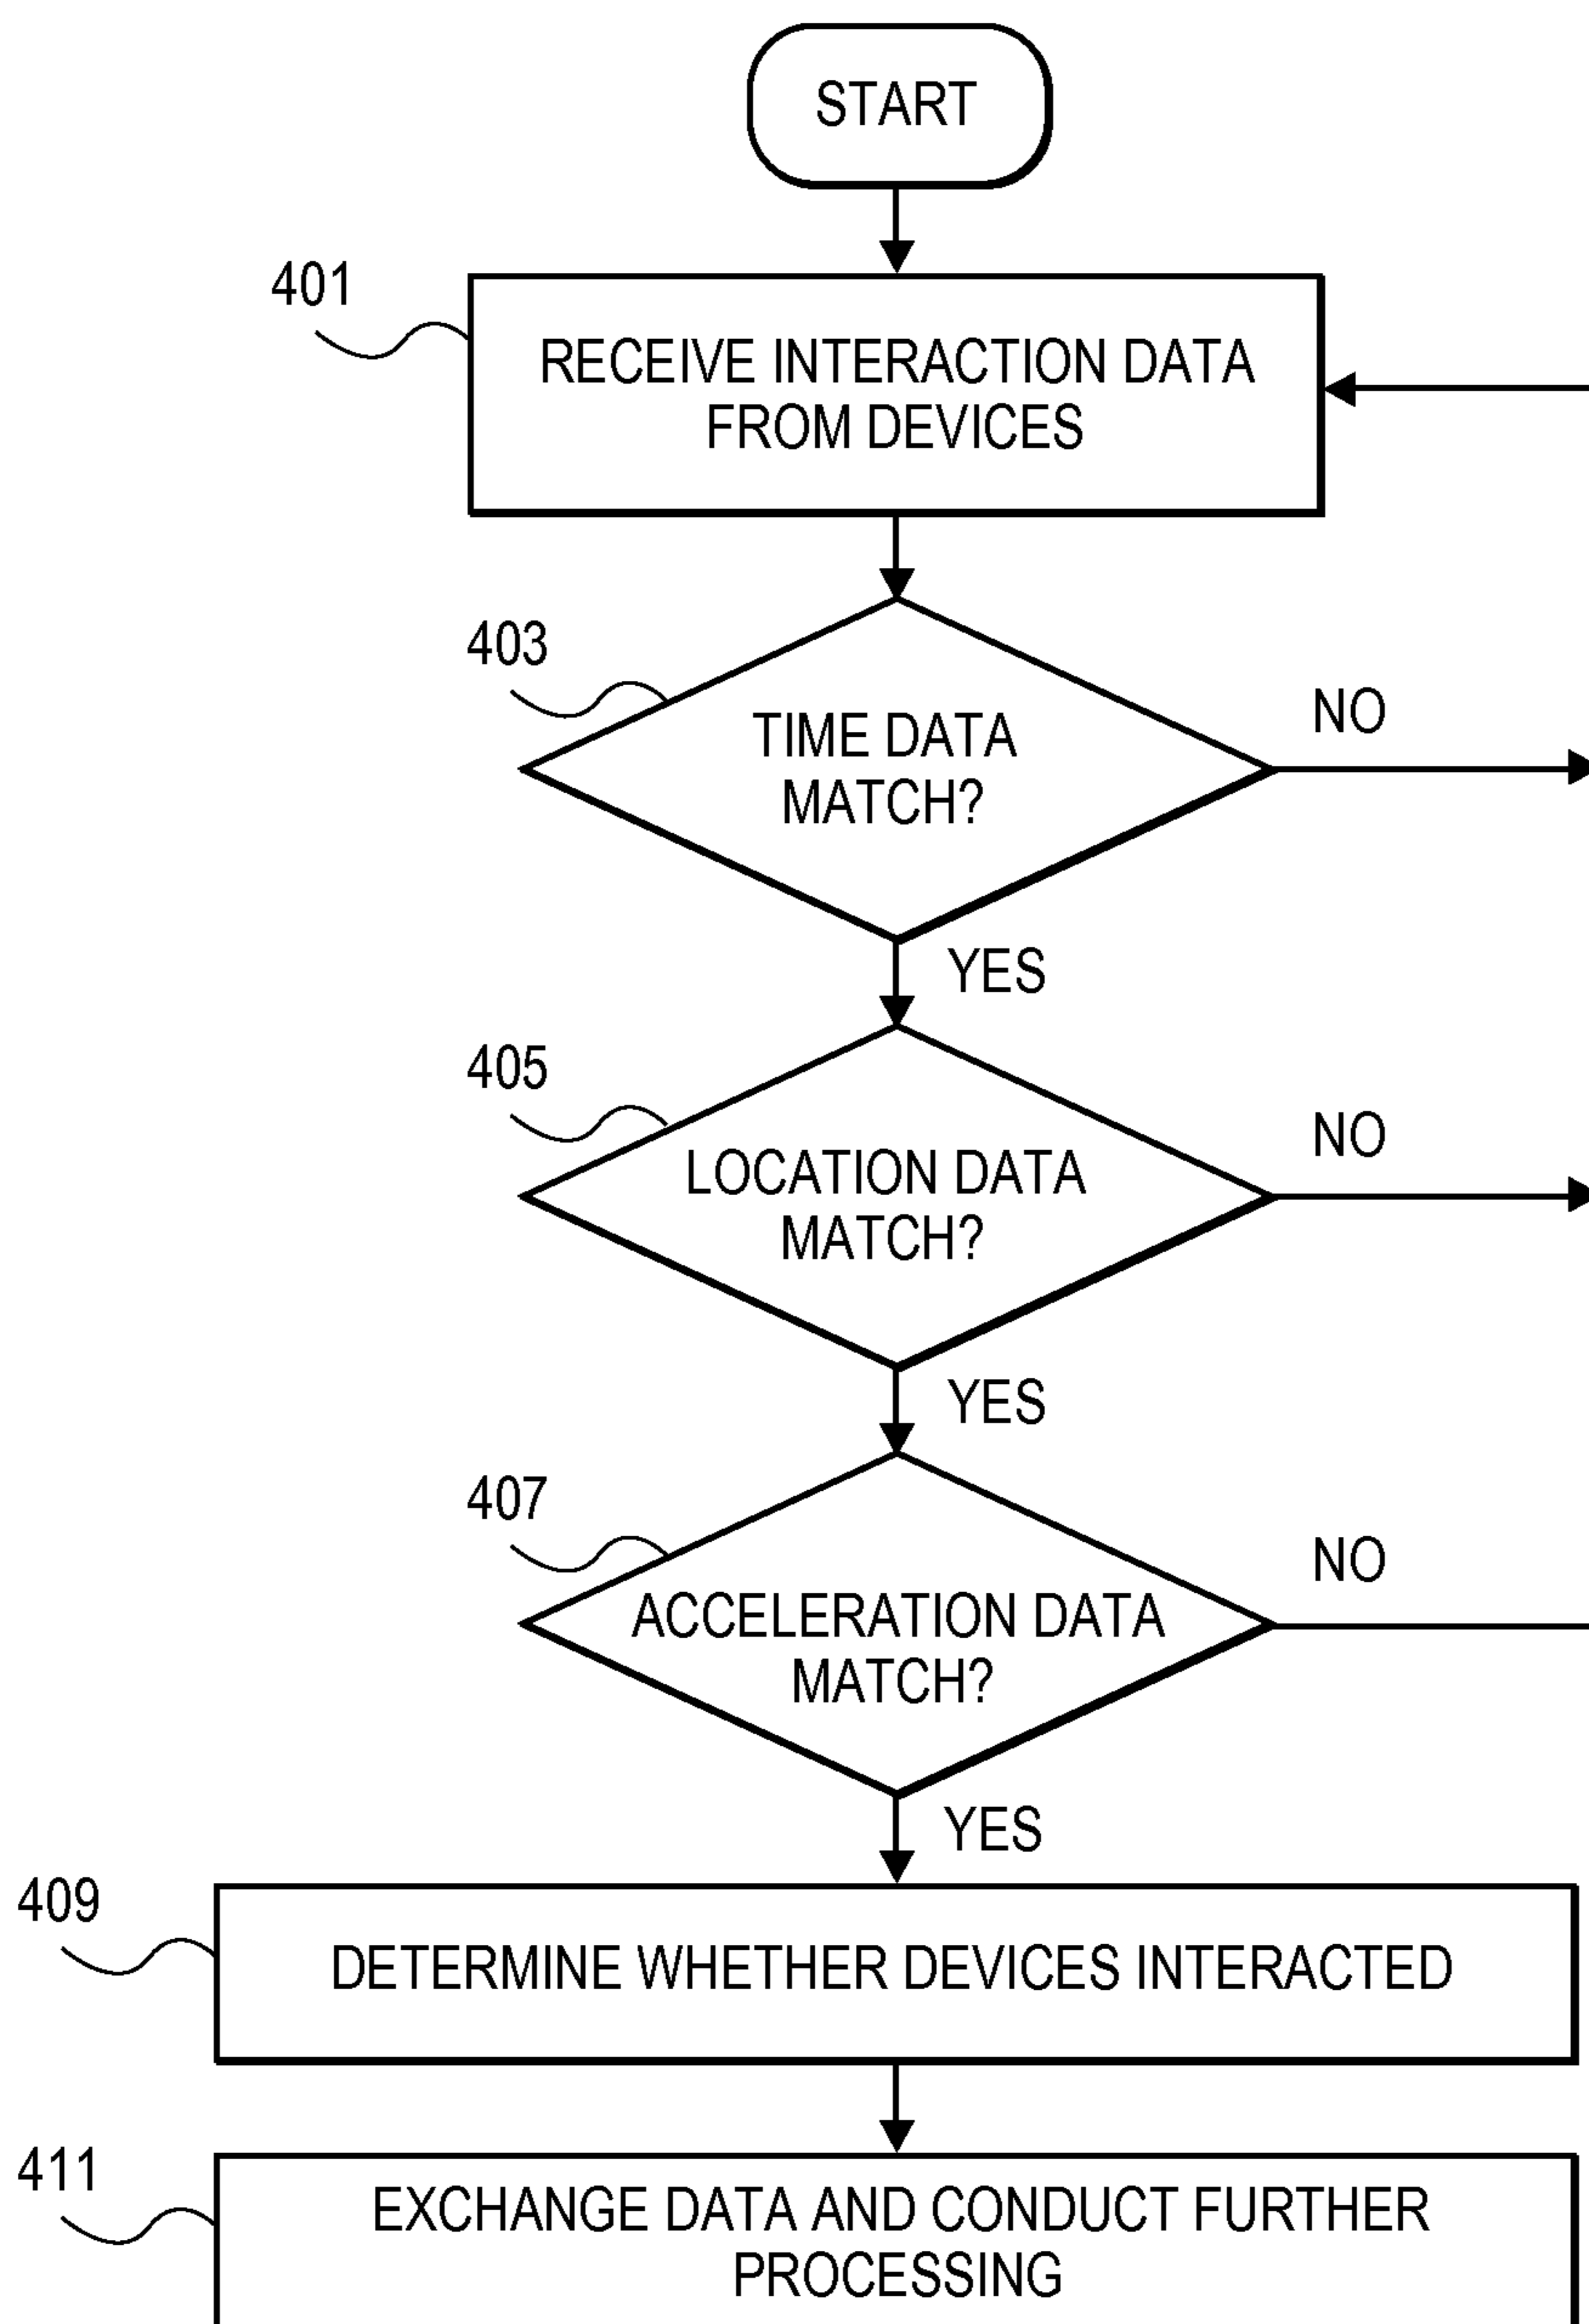 START
401
RECEIVE INTERACTION DATA
FROM DEVICES
403
TIME DATA
MATCH?
NO
YES
405
LOCATION DATA
MATCH?
NO
YES
407
ACCELERATION DATA
MATCH?
NO
YES
409
DETERMINE WHETHER DEVICES INTERACTED
411
EXCHANGE DATA AND CONDUCT FURTHER
PROCESSING